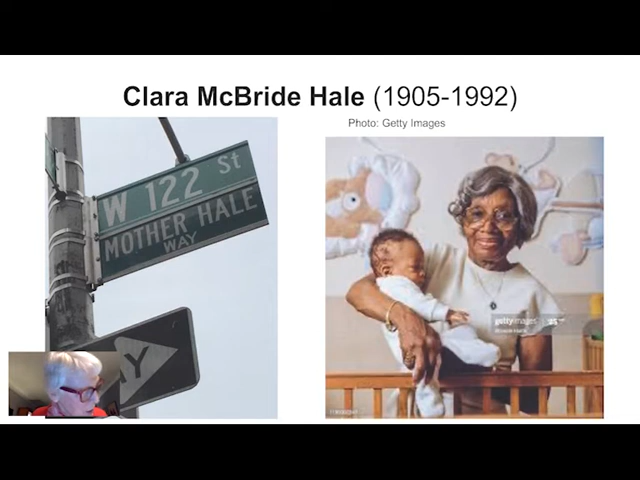 Clara McBride Hale (1905-1992)
Photo: Getty Images
W 122 St
MOTHER HALE
WAY
gettyimages